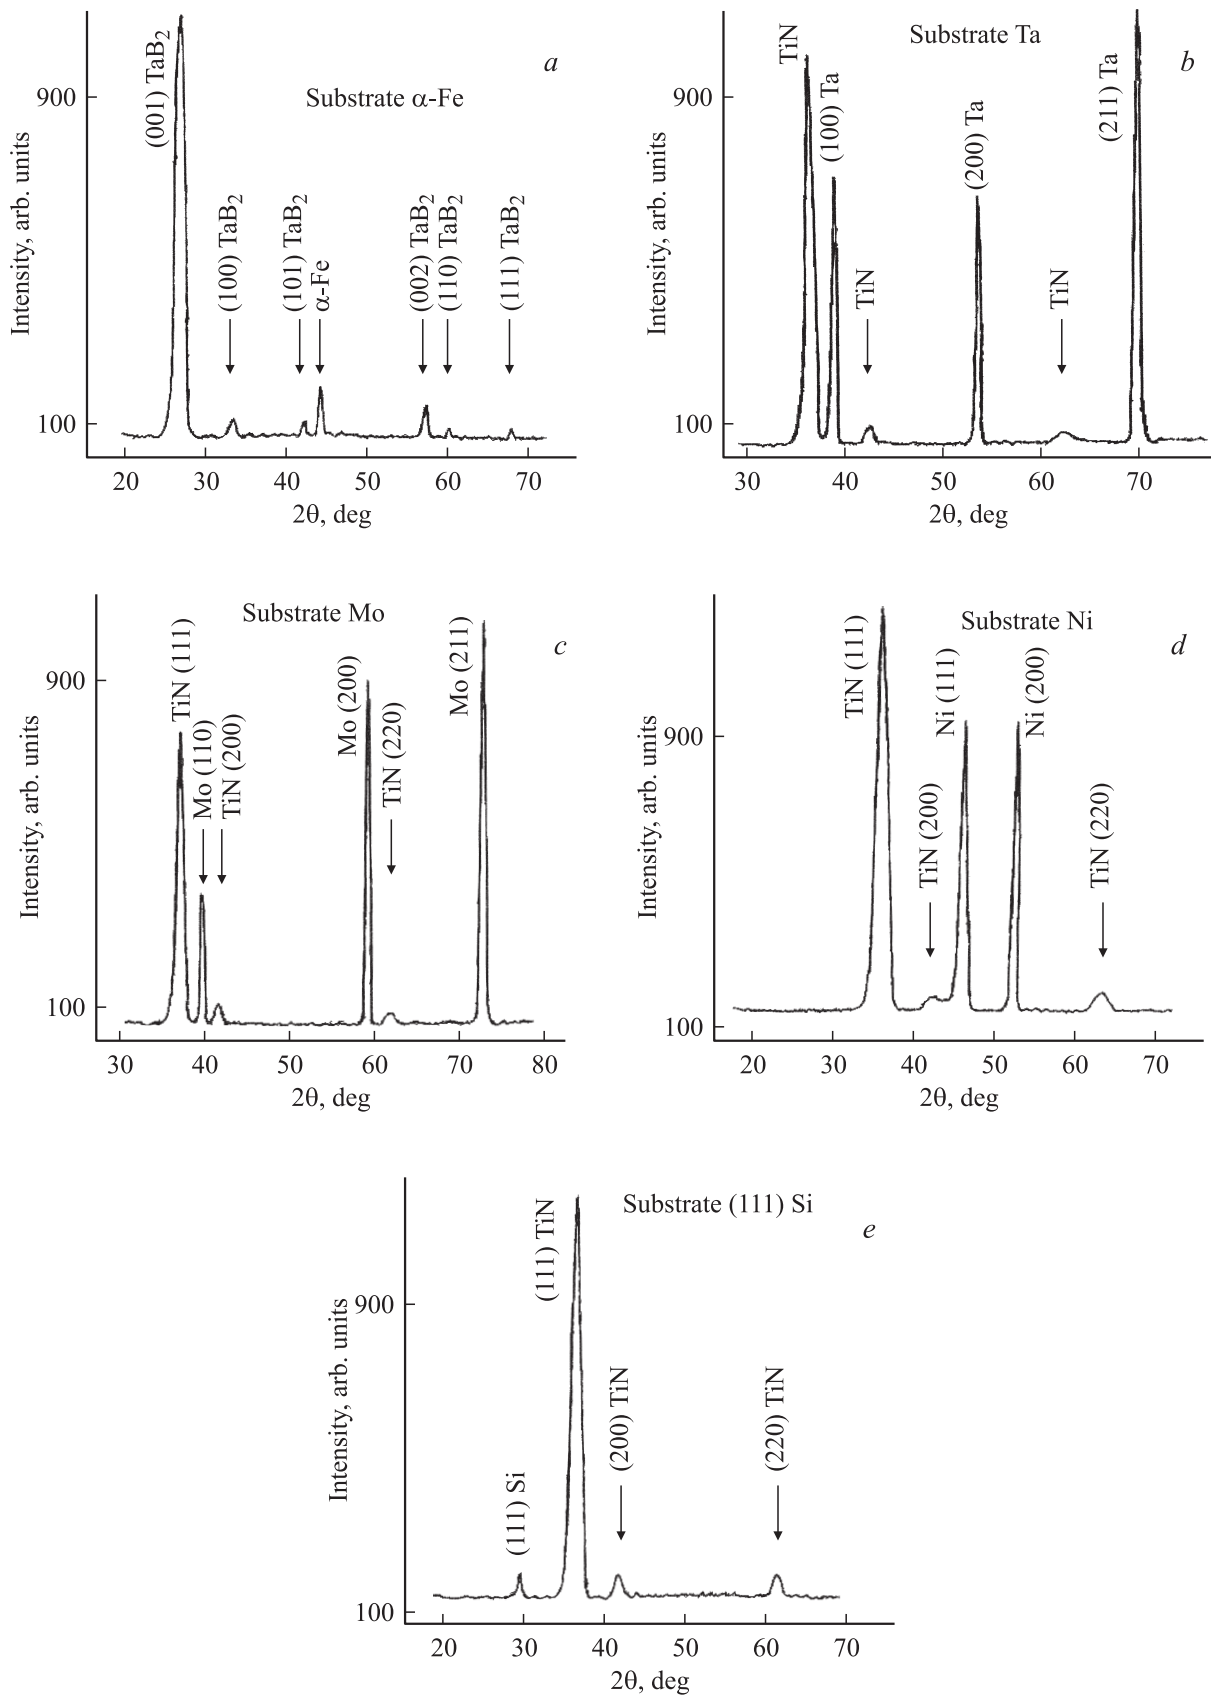 a
Substrate α-Fe
Intensity, arb. units
900
100
(001) TaB2
(100) TaB2
(101) TaB2
α-Fe
(002) TaB2
(110) TaB2
(111) TaB2
20 30 40 50 60 70
2θ, deg
b
Substrate Ta
Intensity, arb. units
900
100
TiN
(100) Ta
TiN
(200) Ta
TiN
(211) Ta
30 40 50 60 70
2θ, deg
c
Substrate Mo
Intensity, arb. units
900
100
TiN (111)
Mo (110)
TiN (200)
Mo (200)
TiN (220)
Mo (211)
30 40 50 60 70 80
2θ, deg
d
Substrate Ni
Intensity, arb. units
900
100
TiN (111)
TiN (200)
Ni (111)
Ni (200)
TiN (220)
20 30 40 50 60 70
2θ, deg
e
Substrate (111) Si
Intensity, arb. units
900
100
(111) Si
(111) TiN
(200) TiN
(220) TiN
20 30 40 50 60 70
2θ, deg